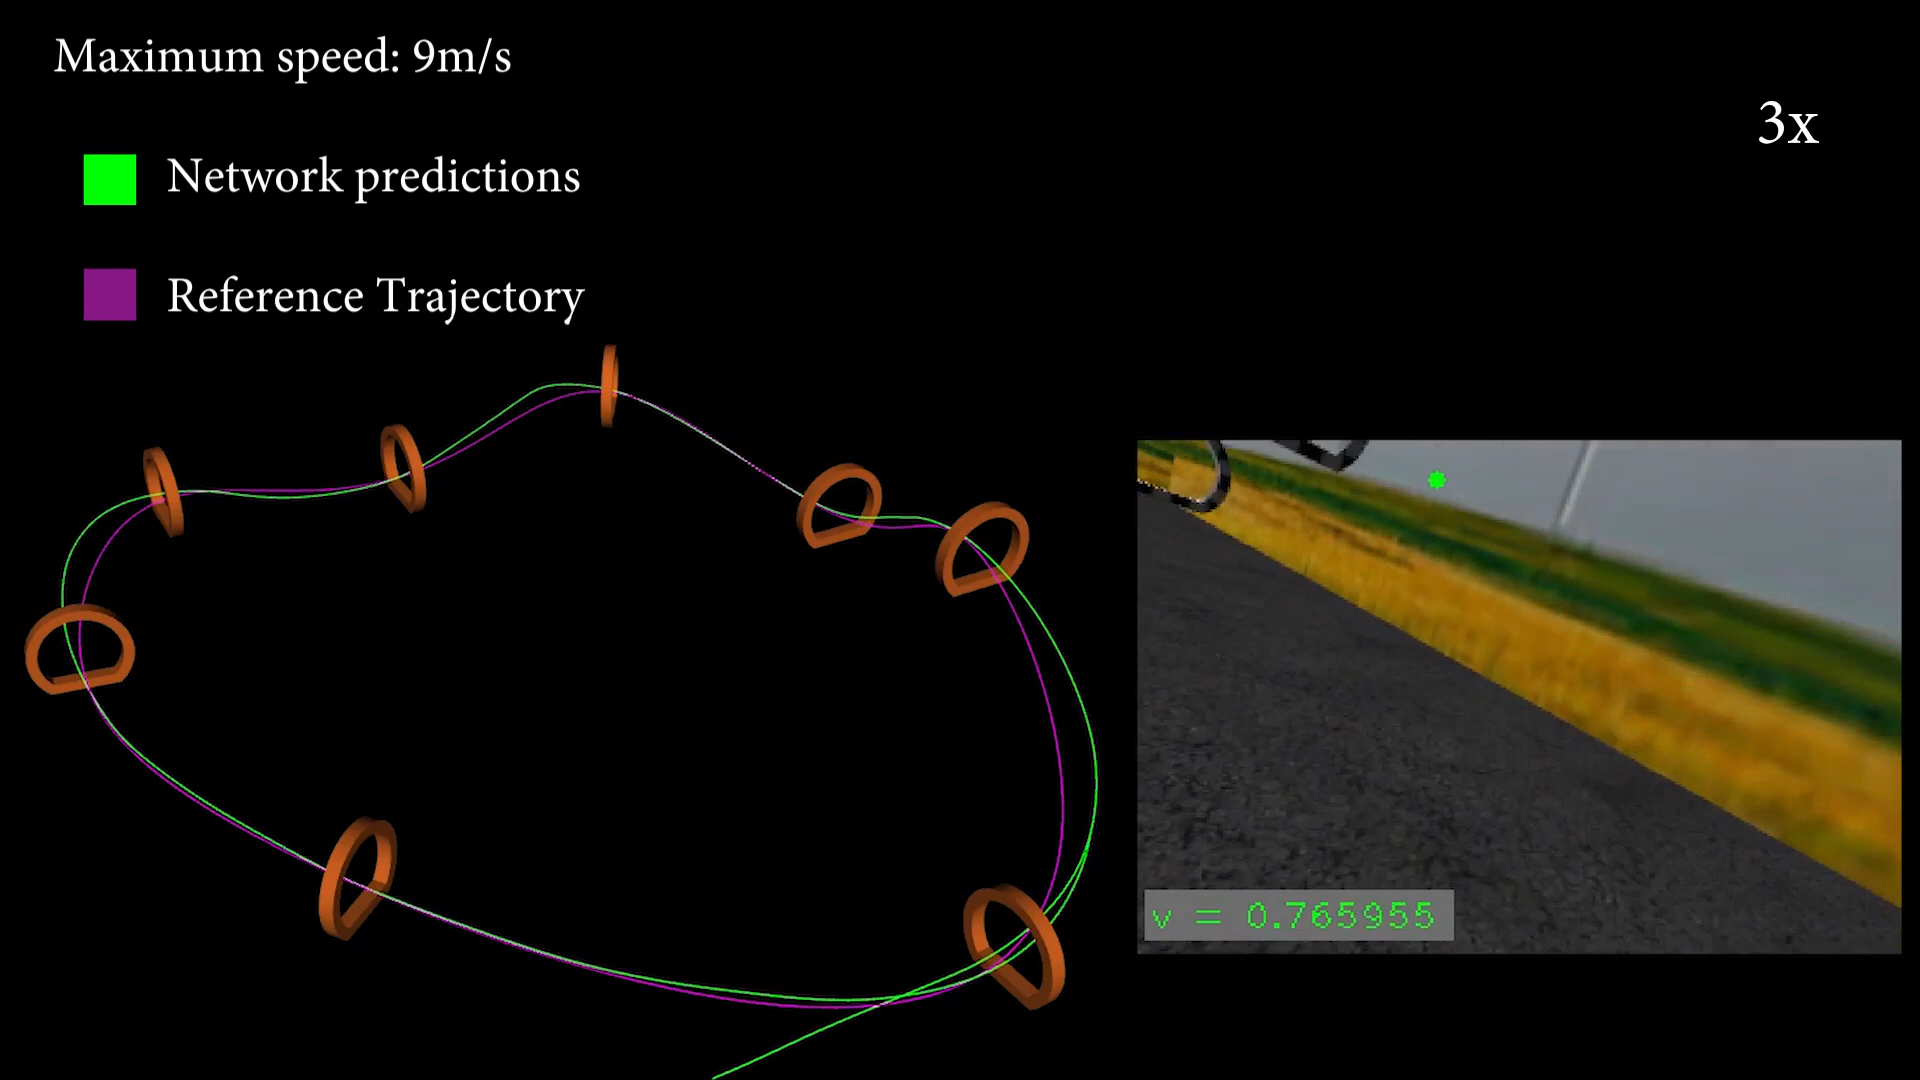 Maximum speed: 9m/s
3x
Network predictions
Reference Trajectory
v = 0.765955